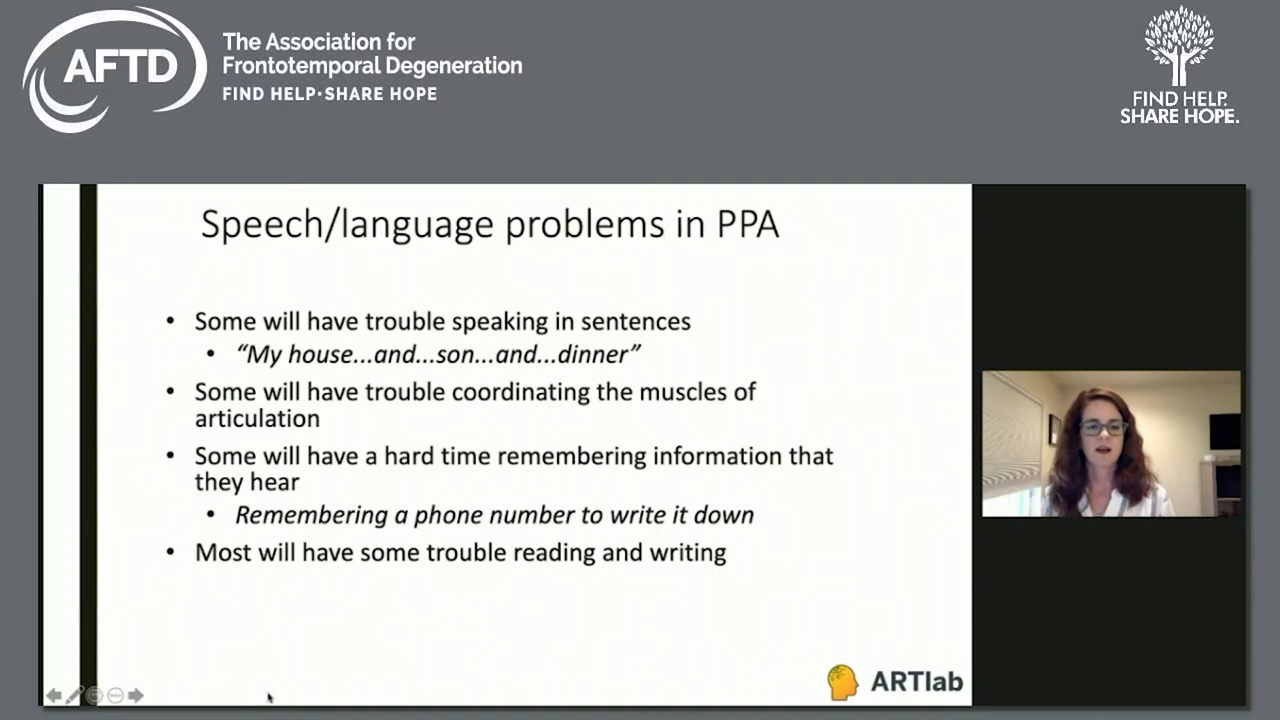 AFTD
The Association for
Frontotemporal Degeneration
FIND HELP•SHARE HOPE
FIND HELP.
SHARE HOPE.
Speech/language problems in PPA
• Some will have trouble speaking in sentences
• “My house...and...son...and...dinner”
• Some will have trouble coordinating the muscles of
articulation
• Some will have a hard time remembering information that
they hear
• Remembering a phone number to write it down
• Most will have some trouble reading and writing
ARTlab